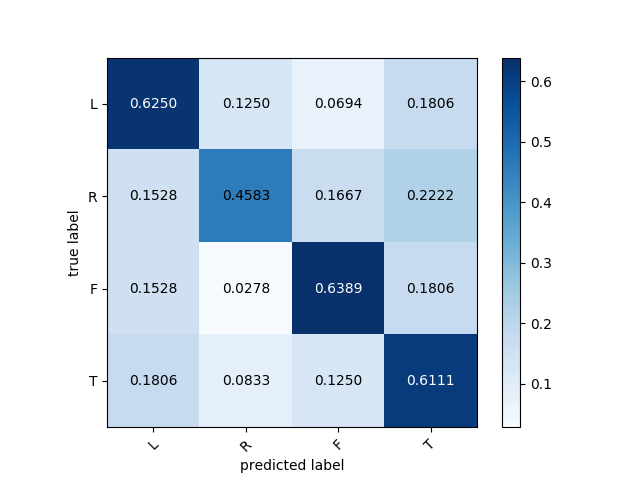 L 0.6250 0.1250 0.0694 0.1806
R 0.1528 0.4583 0.1667 0.2222
F 0.1528 0.0278 0.6389 0.1806
T 0.1806 0.0833 0.1250 0.6111
L R F T
predicted label
true label
0.6
0.5
0.4
0.3
0.2
0.1